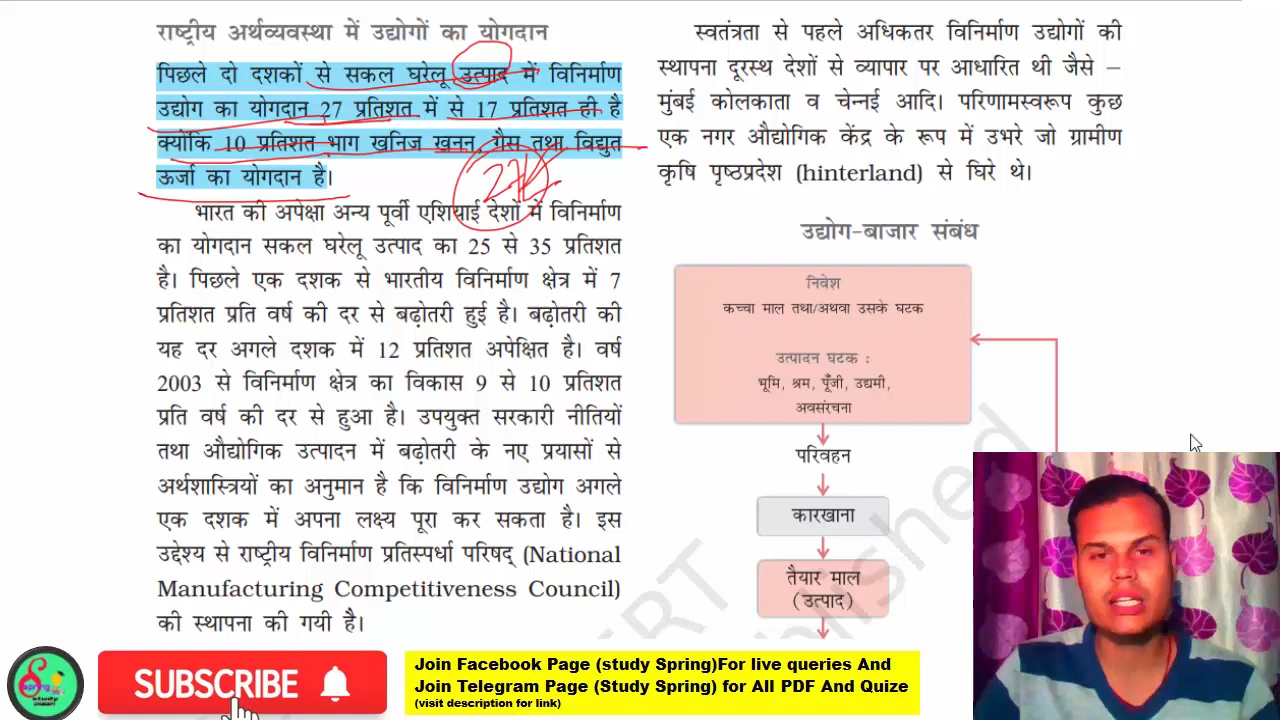 राष्ट्रीय अर्थव्यवस्था में उद्योगों का योगदान
पिछले दो दशकों से सकल घरेलू उत्पाद में विनिर्माण
उद्योग का योगदान 27 प्रतिशत में से 17 प्रतिशत ही है
क्योंकि 10 प्रतिशत भाग खनिज खनन, गैस तथा विद्युत
ऊर्जा का योगदान है।
27%
भारत की अपेक्षा अन्य पूर्वी एशियाई देशों में विनिर्माण
का योगदान सकल घरेलू उत्पाद का 25 से 35 प्रतिशत
है। पिछले एक दशक से भारतीय विनिर्माण क्षेत्र में 7
प्रतिशत प्रति वर्ष की दर से बढ़ोतरी हुई है। बढ़ोतरी की
यह दर अगले दशक में 12 प्रतिशत अपेक्षित है। वर्ष
2003 से विनिर्माण क्षेत्र का विकास 9 से 10 प्रतिशत
प्रति वर्ष की दर से हुआ है। उपयुक्त सरकारी नीतियों
तथा औद्योगिक उत्पादन में बढ़ोतरी के नए प्रयासों से
अर्थशास्त्रियों का अनुमान है कि विनिर्माण उद्योग अगले
एक दशक में अपना लक्ष्य पूरा कर सकता है। इस
उद्देश्य से राष्ट्रीय विनिर्माण प्रतिस्पर्धा परिषद् (National
Manufacturing Competitiveness Council)
की स्थापना की गयी है।
स्वतंत्रता से पहले अधिकतर विनिर्माण उद्योगों की
स्थापना दूरस्थ देशों से व्यापार पर आधारित थी जैसे –
मुंबई कोलकाता व चेन्नई आदि। परिणामस्वरूप कुछ
एक नगर औद्योगिक केंद्र के रूप में उभरे जो ग्रामीण
कृषि पृष्ठप्रदेश (hinterland) से घिरे थे।
उद्योग-बाजार संबंध
निवेश
कच्चा माल तथा/अथवा उसके घटक
उत्पादन घटक :
भूमि, श्रम, पूँजी, उद्यमी,
अवसंरचना
परिवहन
कारखाना
तैयार माल
(उत्पाद)
Spring
study
SUBSCRIBE
Join Facebook Page (study Spring)For live queries And
Join Telegram Page (Study Spring) for All PDF And Quize
(visit description for link)